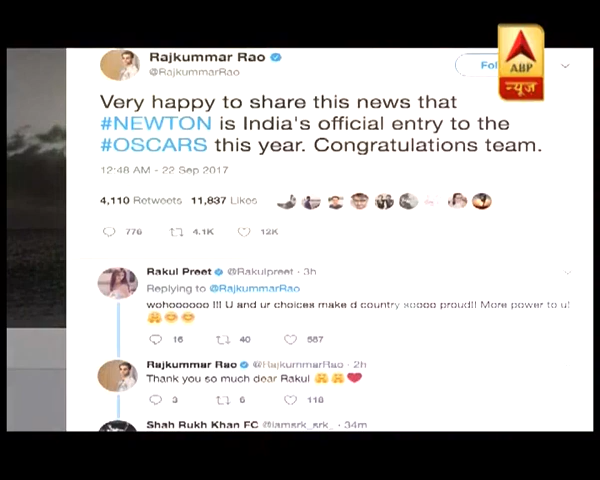 Rajkummar Rao
@RajkummarRao
Fol
ABP
न्यूज़
Very happy to share this news that
#NEWTON is India's official entry to the
#OSCARS this year. Congratulations team.
12:48 AM - 22 Sep 2017
4,110 Retweets 11,837 Likes
776 4.1K 12K
Rakul Preet @Rakulpreet · 3h
Replying to @RajkummarRao
wohoooooo !!! U and ur choices make d country soooo proud!! More power to u! 🤗😊😊
16 40 587
Rajkummar Rao @RajkummarRao · 2h
Thank you so much dear Rakul 🤗🤗❤️
3 6 118
Shah Rukh Khan FC @iamsrk_srk_ · 34m